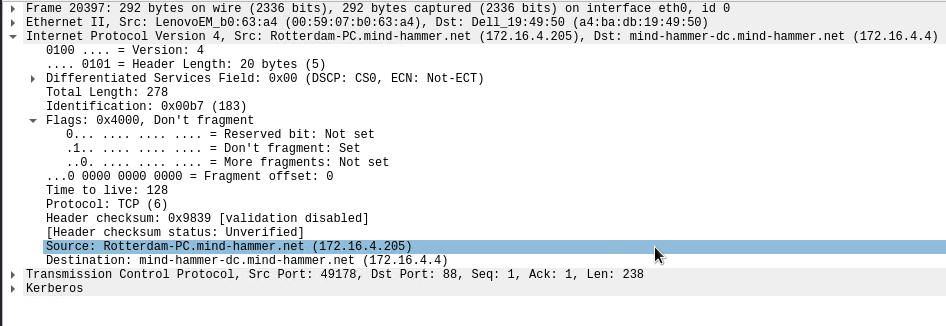 Frame 20397: 292 bytes on wire (2336 bits), 292 bytes captured (2336 bits) on interface eth0, id 0
Ethernet II, Src: LenovoEM_b0:63:a4 (00:59:07:b0:63:a4), Dst: Dell_19:49:50 (a4:ba:db:19:49:50)
Internet Protocol Version 4, Src: Rotterdam-PC.mind-hammer.net (172.16.4.205), Dst: mind-hammer-dc.mind-hammer.net (172.16.4.4)
0100 .... = Version: 4
.... 0101 = Header Length: 20 bytes (5)
Differentiated Services Field: 0x00 (DSCP: CS0, ECN: Not-ECT)
Total Length: 278
Identification: 0x00b7 (183)
Flags: 0x4000, Don't fragment
0... .... .... .... = Reserved bit: Not set
.1.. .... .... .... = Don't fragment: Set
..0. .... .... .... = More fragments: Not set
...0 0000 0000 0000 = Fragment offset: 0
Time to live: 128
Protocol: TCP (6)
Header checksum: 0x9839 [validation disabled]
[Header checksum status: Unverified]
Source: Rotterdam-PC.mind-hammer.net (172.16.4.205)
Destination: mind-hammer-dc.mind-hammer.net (172.16.4.4)
Transmission Control Protocol, Src Port: 49178, Dst Port: 88, Seq: 1, Ack: 1, Len: 238
Kerberos